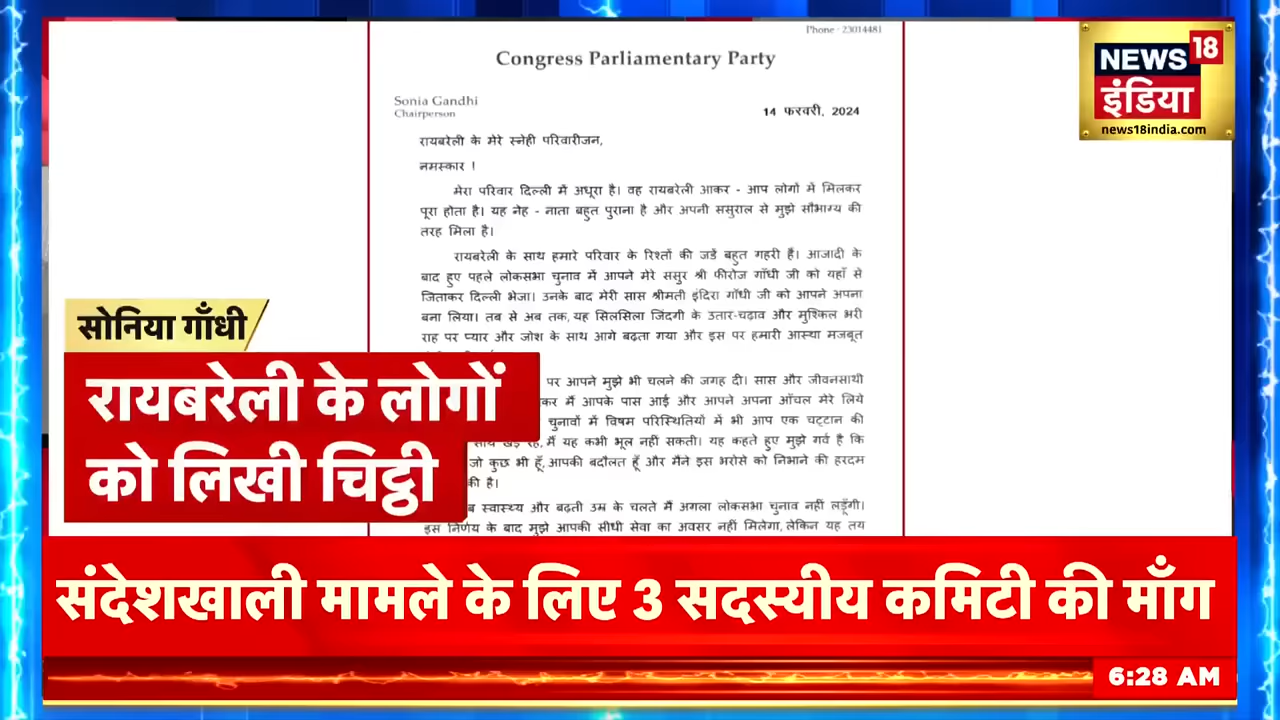 Phone : 23014481
Congress Parliamentary Party
Sonia Gandhi
Chairperson
14 फरवरी, 2024
रायबरेली के मेरे स्नेही परिवारीजन,
नमस्कार !
मेरा परिवार दिल्ली में अधूरा है। वह रायबरेली आकर - आप लोगों में मिलकर
पूरा होता है। यह नेह - नाता बहुत पुराना है और अपनी ससुराल से मुझे सौभाग्य की
तरह मिला है।
रायबरेली के साथ हमारे परिवार के रिश्तों की जड़ें बहुत गहरी हैं। आजादी के
बाद हुए पहले लोकसभा चुनाव में आपने मेरे ससुर श्री फीरोज गाँधी जी को यहाँ से
जिताकर दिल्ली भेजा। उनके बाद मेरी सास श्रीमती इंदिरा गाँधी जी को आपने अपना
बना लिया। तब से अब तक, यह सिलसिला जिंदगी के उतार-चढ़ाव और मुश्किल भरी
राह पर प्यार और जोश के साथ आगे बढ़ता गया और इस पर हमारी आस्था मजबूत
पर आपने मुझे भी चलने की जगह दी। सास और जीवनसाथी
कर मैं आपके पास आई और आपने अपना आँचल मेरे लिये
चुनावों में विषम परिस्थितियों में भी आप एक चट्टान की
मैं यह कभी भूल नहीं सकती। यह कहते हुए मुझे गर्व है कि
जो कुछ भी हूँ, आपकी बदौलत हूँ और मैंने इस भरोसे को निभाने की हरदम
की है।
स्वास्थ्य और बढ़ती उम्र के चलते मैं अगला लोकसभा चुनाव नहीं लड़ूँगी।
इस निर्णय के बाद मुझे आपकी सीधी सेवा का अवसर नहीं मिलेगा, लेकिन यह तय
NEWS 18
इंडिया
news18india.com
सोनिया गाँधी
रायबरेली के लोगों
को लिखी चिट्ठी
संदेशखाली मामले के लिए 3 सदस्यीय कमिटी की माँग
6:28 AM